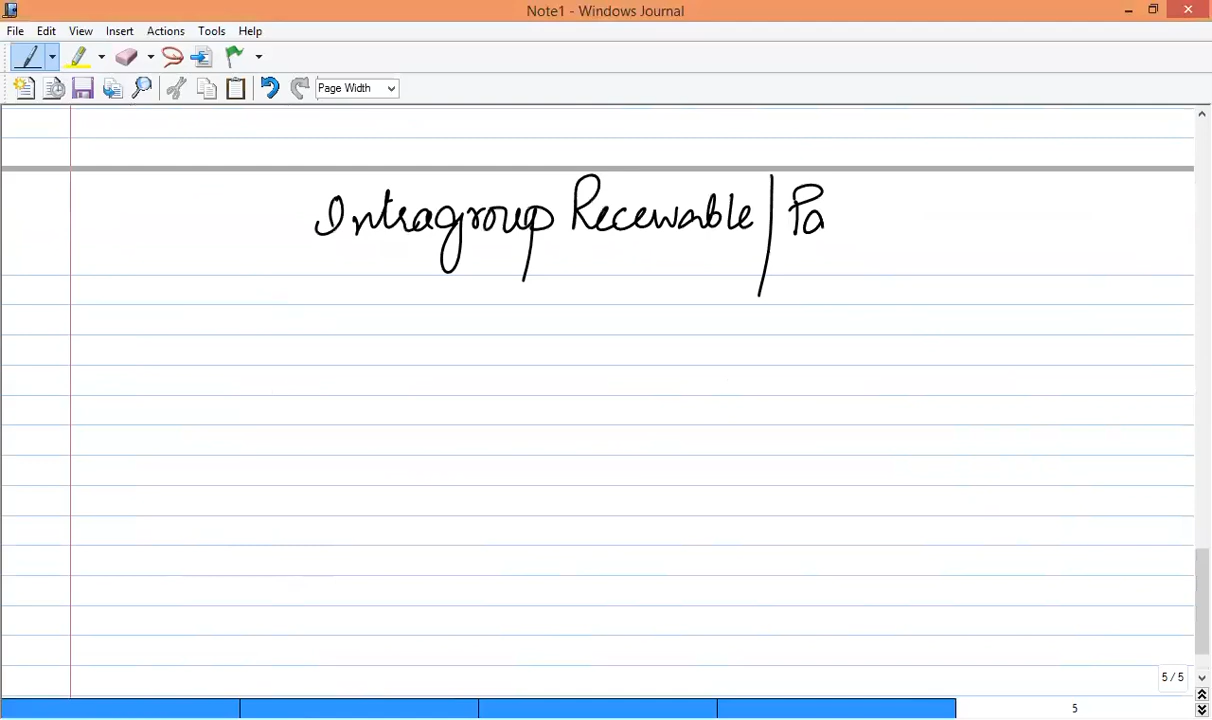 Note1 - Windows Journal
File Edit View Insert Actions Tools Help
Page Width
Intragroup Receivable / Pa
5 / 5
5